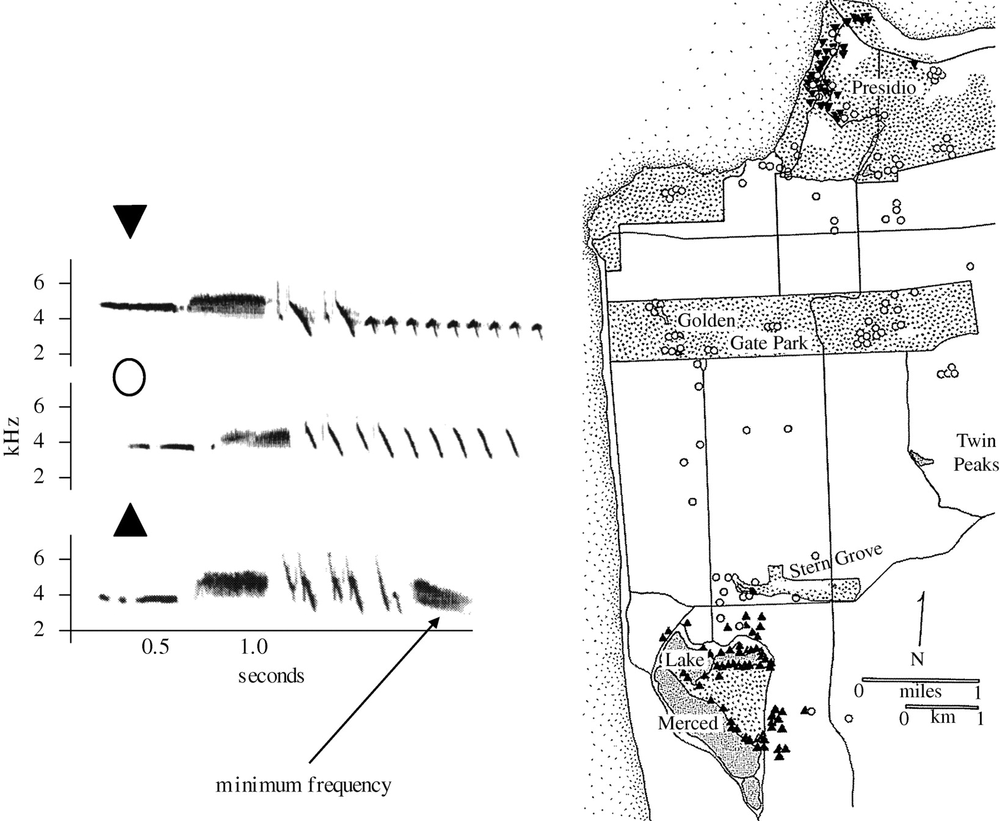 6
4
2
6
4
2
6
4
2
kHz
0.5 1.0
seconds
minimum frequency
Presidio
Golden
Gate Park
Twin
Peaks
Stern Grove
Lake
Merced
N
0 miles 1
0 km 1